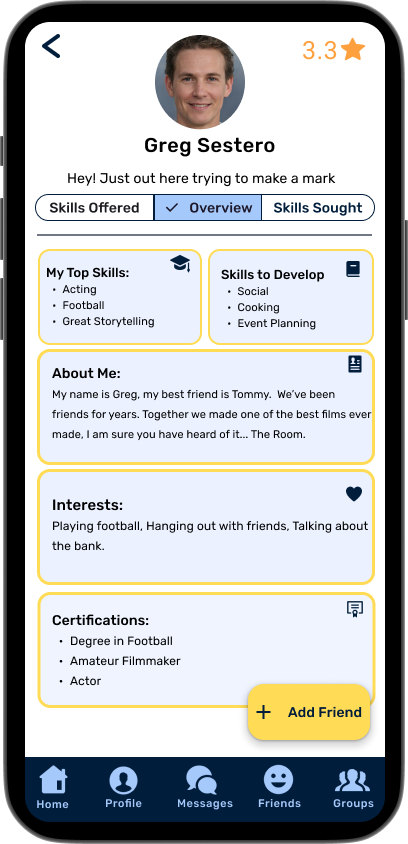 3.3
Greg Sestero
Hey! Just out here trying to make a mark
Skills Offered Overview Skills Sought
My Top Skills:
• Acting
• Football
• Great Storytelling
Skills to Develop
• Social
• Cooking
• Event Planning
About Me:
My name is Greg, my best friend is Tommy. We've been
friends for years. Together we made one of the best films ever
made, I am sure you have heard of it... The Room.
Interests:
Playing football, Hanging out with friends, Talking about
the bank.
Certifications:
• Degree in Football
• Amateur Filmmaker
• Actor
+ Add Friend
Home Profile Messages Friends Groups